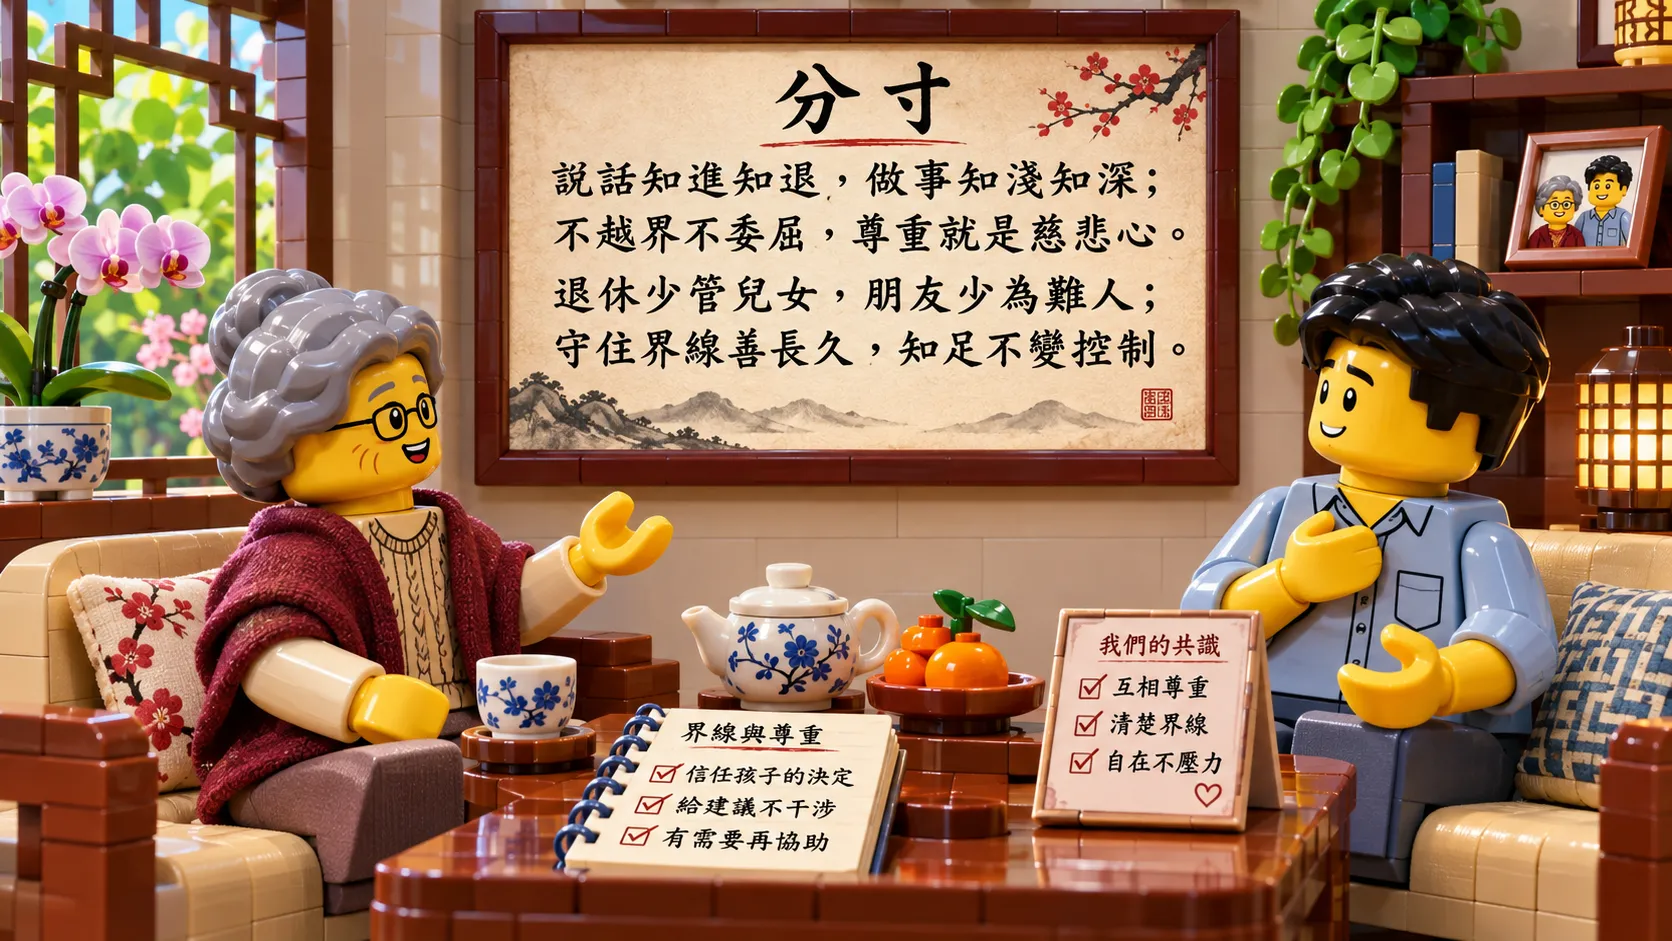 分寸
說話知進知退，做事知淺知深；
不越界不委屈，尊重就是慈悲心。
退休少管兒女，朋友少為難人；
守住界線善長久，知足不變控制。
界線與尊重
信任孩子的決定
給建議不干涉
有需要再協助
我們的共識
互相尊重
清楚界線
自在不壓力